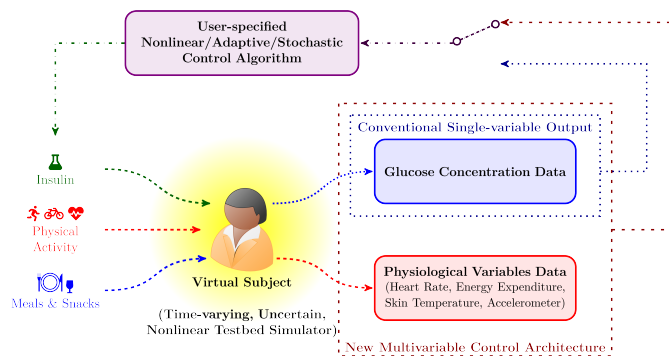 User-specified
Nonlinear/Adaptive/Stochastic
Control Algorithm
Conventional Single-variable Output
Glucose Concentration Data
Insulin
Physical
Activity
Meals & Snacks
Virtual Subject
(Time-varying, Uncertain,
Nonlinear Testbed Simulator)
Physiological Variables Data
(Heart Rate, Energy Expenditure,
Skin Temperature, Accelerometer)
New Multivariable Control Architecture